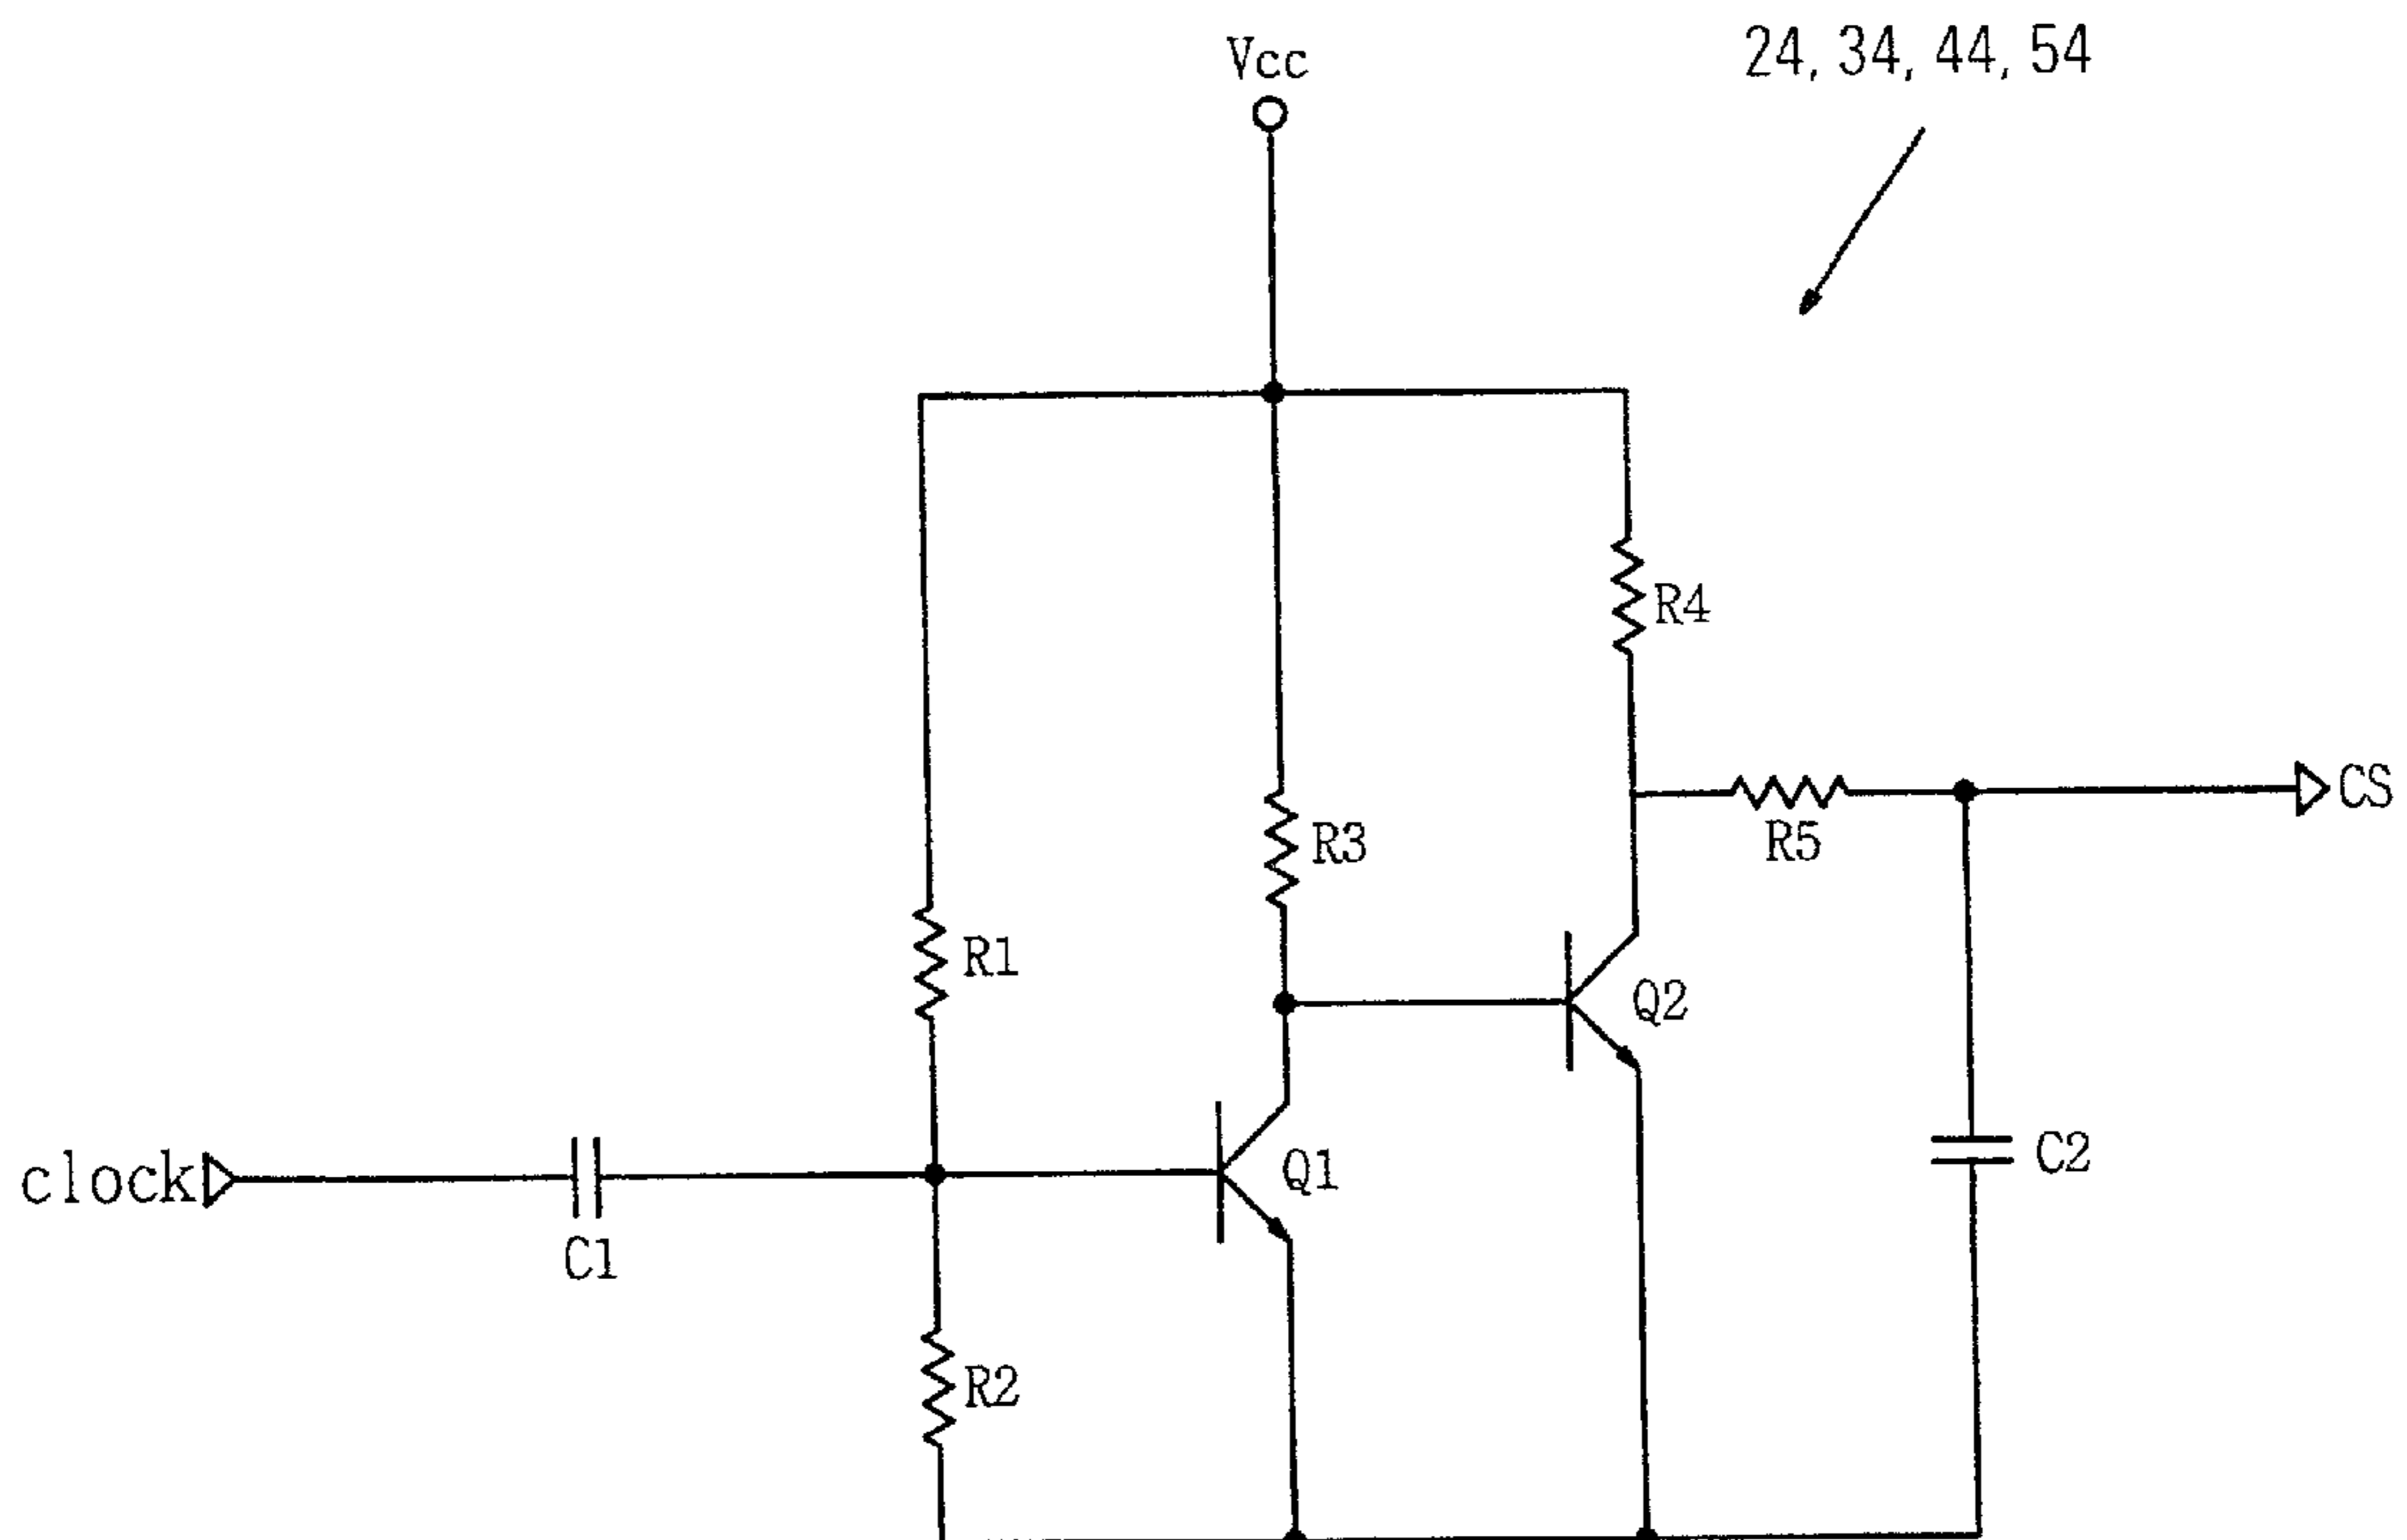 Vcc
24, 34, 44, 54
R4
R3
R5
CS
R1
Q2
clock
C1
Q1
C2
R2